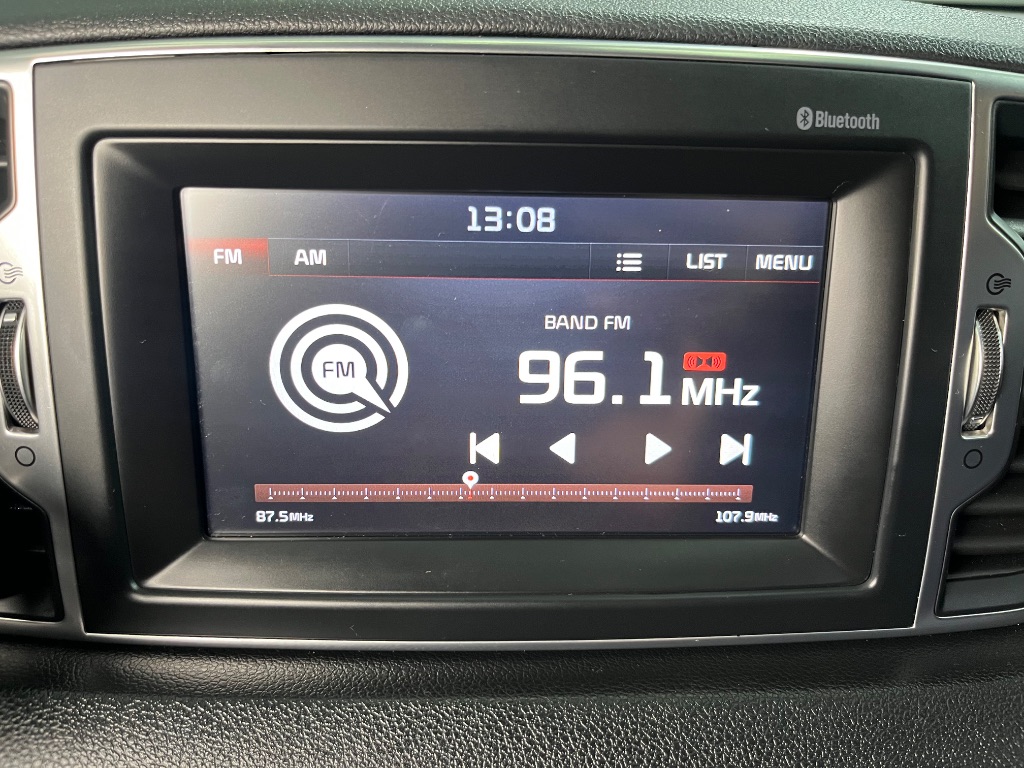 Bluetooth
13:08
FM AM LIST MENU
BAND FM
FM
96.1 MHz
87.5MHz 107.9MHz